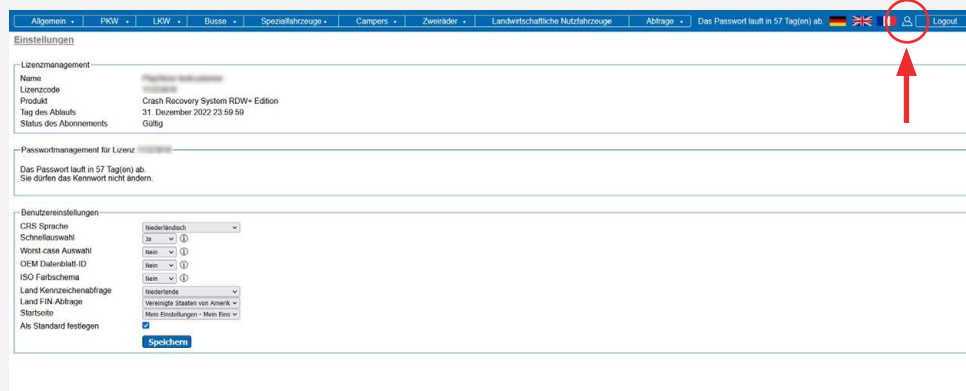 Allgemein PKW LKW Busse Spezialfahrzeuge Campers Zweiräder Landwirtschaftliche Nutzfahrzeuge Abfrage Das Passwort lauft in 57 Tag(en) ab. Logout
Einstellungen
Lizenzmanagement
Name
Lizenzcode
Produkt Crash Recovery System RDW+ Edition
Tag des Ablaufs 31. Dezember 2022 23:59:59
Status des Abonnements Gültig
Passwortmanagement für Lizenz
Das Passwort lauft in 57 Tag(en) ab.
Sie dürfen das Kennwort nicht ändern.
Benutzereinstellungen
CRS Sprache Niederländisch
Schnellauswahl Ja
Worst-case Auswahl Nein
OEM Datenblatt-ID Nein
ISO Farbschema Nein
Land Kennzeichenabfrage Niederlande
Land FIN-Abfrage Vereinigte Staaten von Amerik
Startseite Mein Einstellungen - Mein Eins
Als Standard festlegen
Speichern